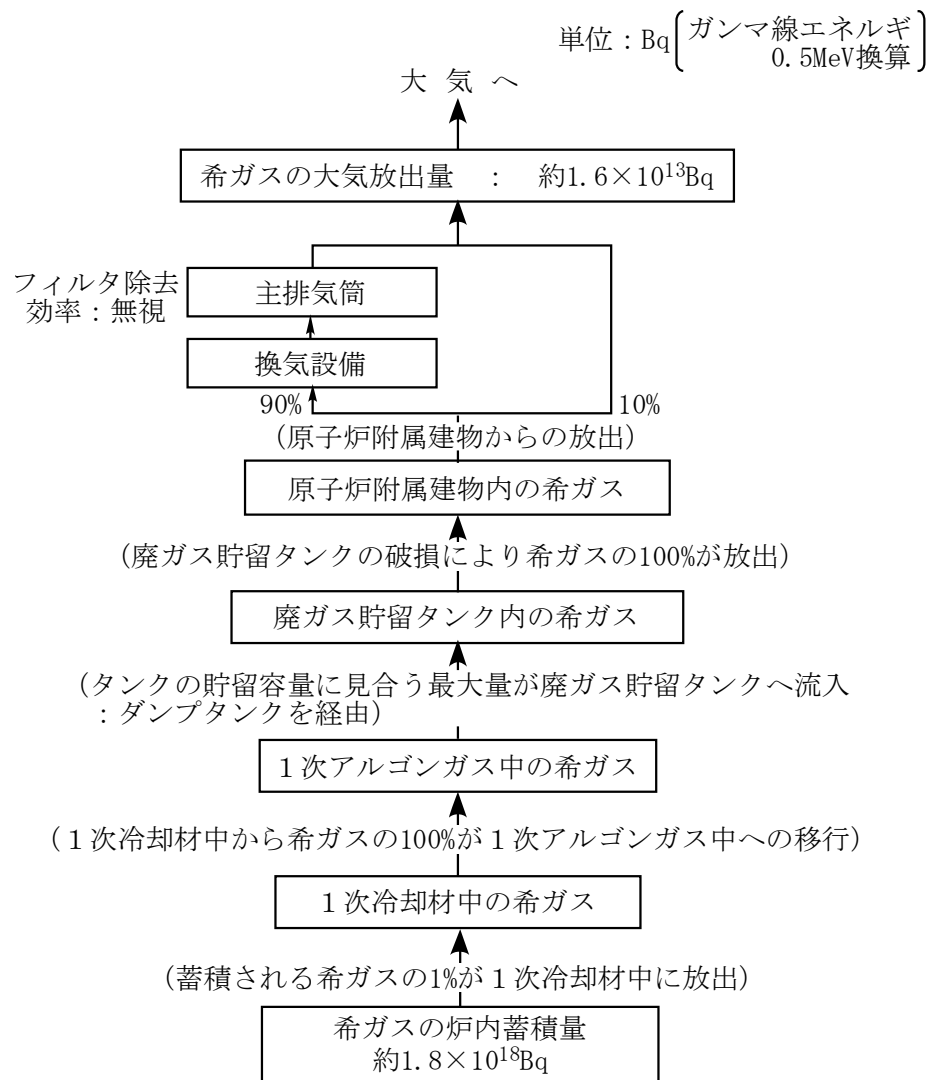 単位：Bq(ガンマ線エネルギ
0.5MeV換算)
大 気 へ
希ガスの大気放出量 ： 約1.6×10¹³Bq
フィルタ除去
効率：無視
主排気筒
換気設備
90%
10%
(原子炉附属建物からの放出)
原子炉附属建物内の希ガス
(廃ガス貯留タンクの破損により希ガスの100%が放出)
廃ガス貯留タンク内の希ガス
(タンクの貯留容量に見合う最大量が廃ガス貯留タンクへ流入
：ダンプタンクを経由)
１次アルゴンガス中の希ガス
(１次冷却材中から希ガスの100%が１次アルゴンガス中への移行)
１次冷却材中の希ガス
(蓄積される希ガスの1%が１次冷却材中に放出)
希ガスの炉内蓄積量
約1.8×10¹⁸Bq